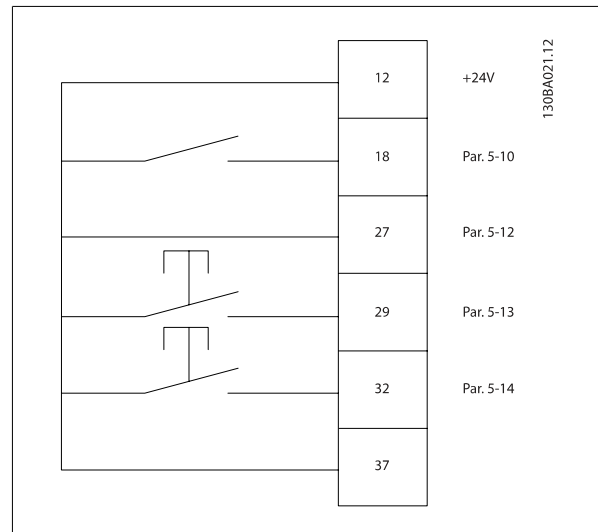 12 +24V
18 Par. 5-10
27 Par. 5-12
29 Par. 5-13
32 Par. 5-14
37
130BA021.12